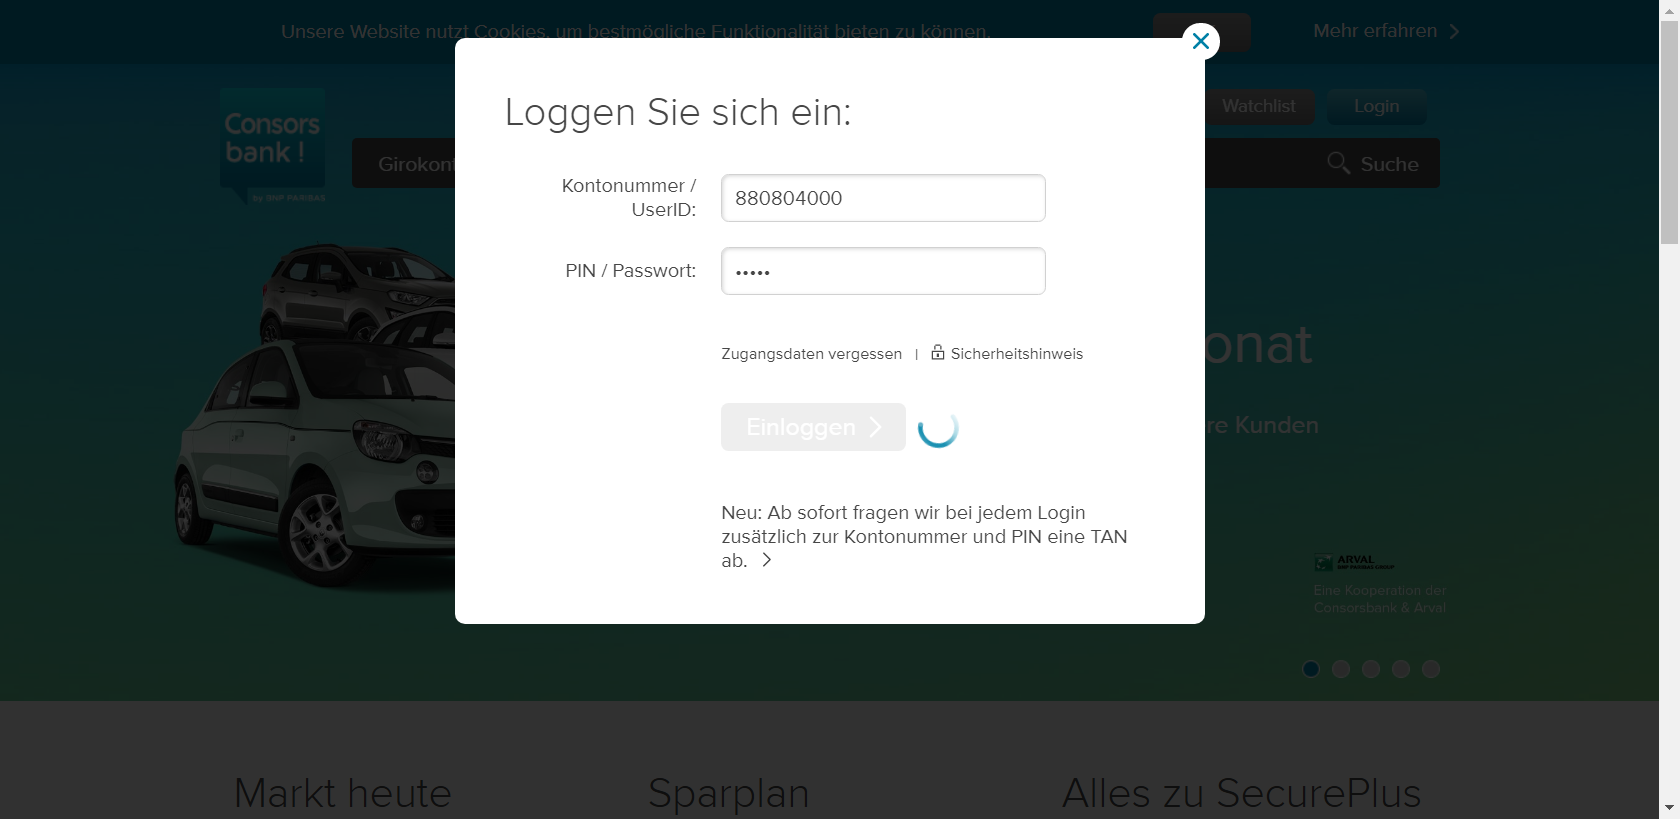 Unsere Website nutzt Cookies, um bestmögliche Funktionalität bieten zu können.
Mehr erfahren
Consors
bank !
by BNP PARIBAS
Watchlist
Login
Girokont
Suche
Loggen Sie sich ein:
Kontonummer /
UserID:
880804000
PIN / Passwort:
•••••
Zugangsdaten vergessen | Sicherheitshinweis
Einloggen
Neu: Ab sofort fragen wir bei jedem Login
zusätzlich zur Kontonummer und PIN eine TAN
ab.
onat
re Kunden
ARVAL
BNP PARIBAS GROUP
Eine Kooperation der
Consorsbank & Arval
Markt heute
Sparplan
Alles zu SecurePlus